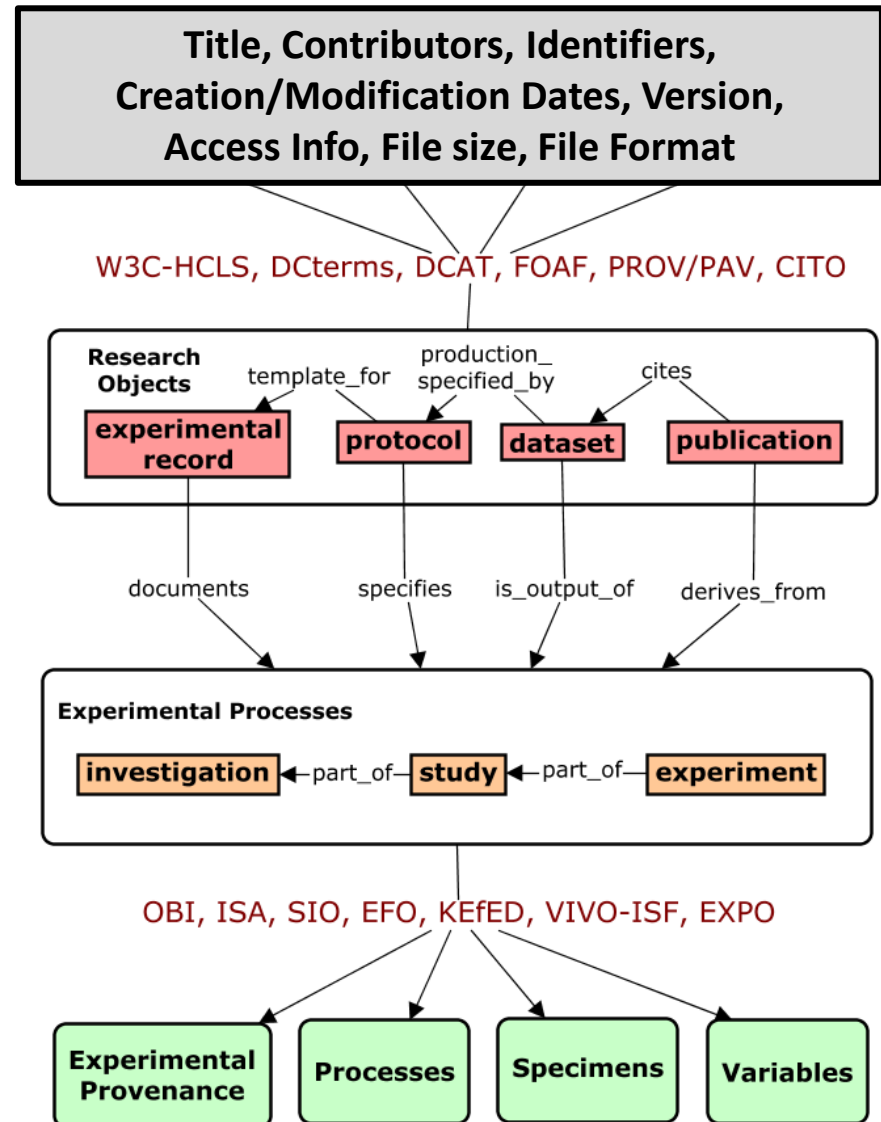 Title, Contributors, Identifiers,
Creation/Modification Dates, Version,
Access Info, File size, File Format
W3C-HCLS, DCterms, DCAT, FOAF, PROV/PAV, CITO
Research
Objects
template_for
production_
specified_by
cites
experimental
record
protocol
dataset
publication
documents
specifies
is_output_of
derives_from
Experimental Processes
investigation
part_of
study
part_of
experiment
OBI, ISA, SIO, EFO, KEfED, VIVO-ISF, EXPO
Experimental
Provenance
Processes
Specimens
Variables